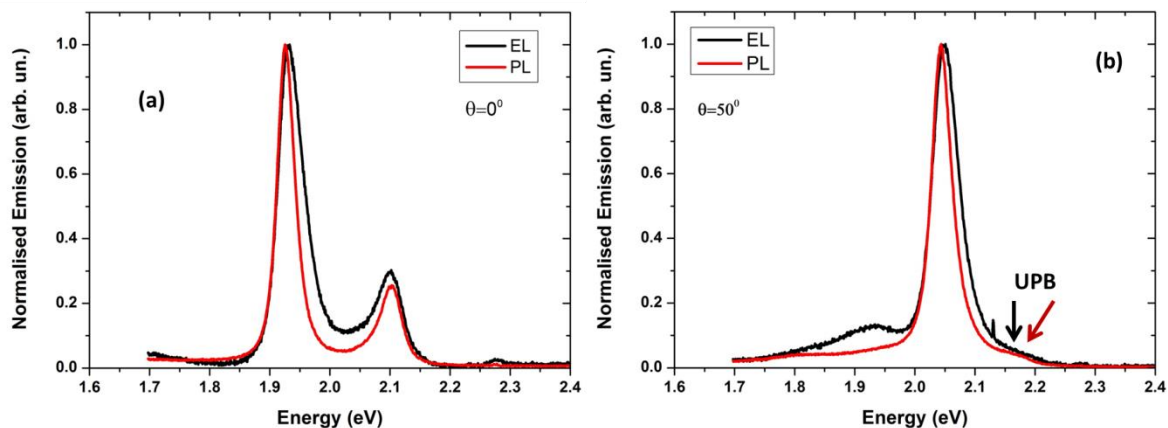 Normalised Emission (arb. un.)
1.0
0.8
0.6
0.4
0.2
0.0
(a)
EL
PL
θ=0⁰
1.6 1.7 1.8 1.9 2.0 2.1 2.2 2.3 2.4
Energy (eV)
Normalised Emission (arb. un.)
1.0
0.8
0.6
0.4
0.2
0.0
EL
PL
(b)
θ=50⁰
UPB
1.6 1.7 1.8 1.9 2.0 2.1 2.2 2.3 2.4
Energy (eV)